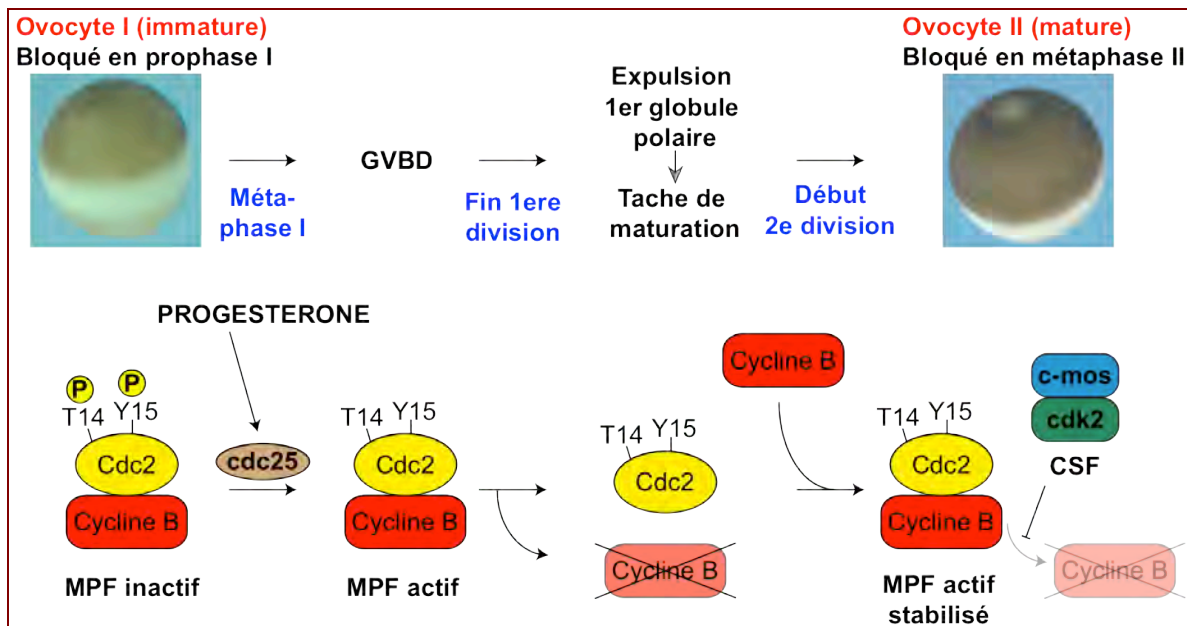 Ovocyte I (immature)
Bloqué en prophase I
Ovocyte II (mature)
Bloqué en métaphase II
Méta-
phase I
GVBD
Fin 1ere
division
Expulsion
1er globule
polaire
Tache de
maturation
Début
2e division
PROGESTERONE
P
P
T14
Y15
Cdc2
Cycline B
MPF inactif
cdc25
T14
Y15
Cdc2
Cycline B
MPF actif
T14
Y15
Cdc2
Cycline B
Cycline B
T14
Y15
Cdc2
Cycline B
MPF actif
stabilisé
c-mos
cdk2
CSF
Cycline B